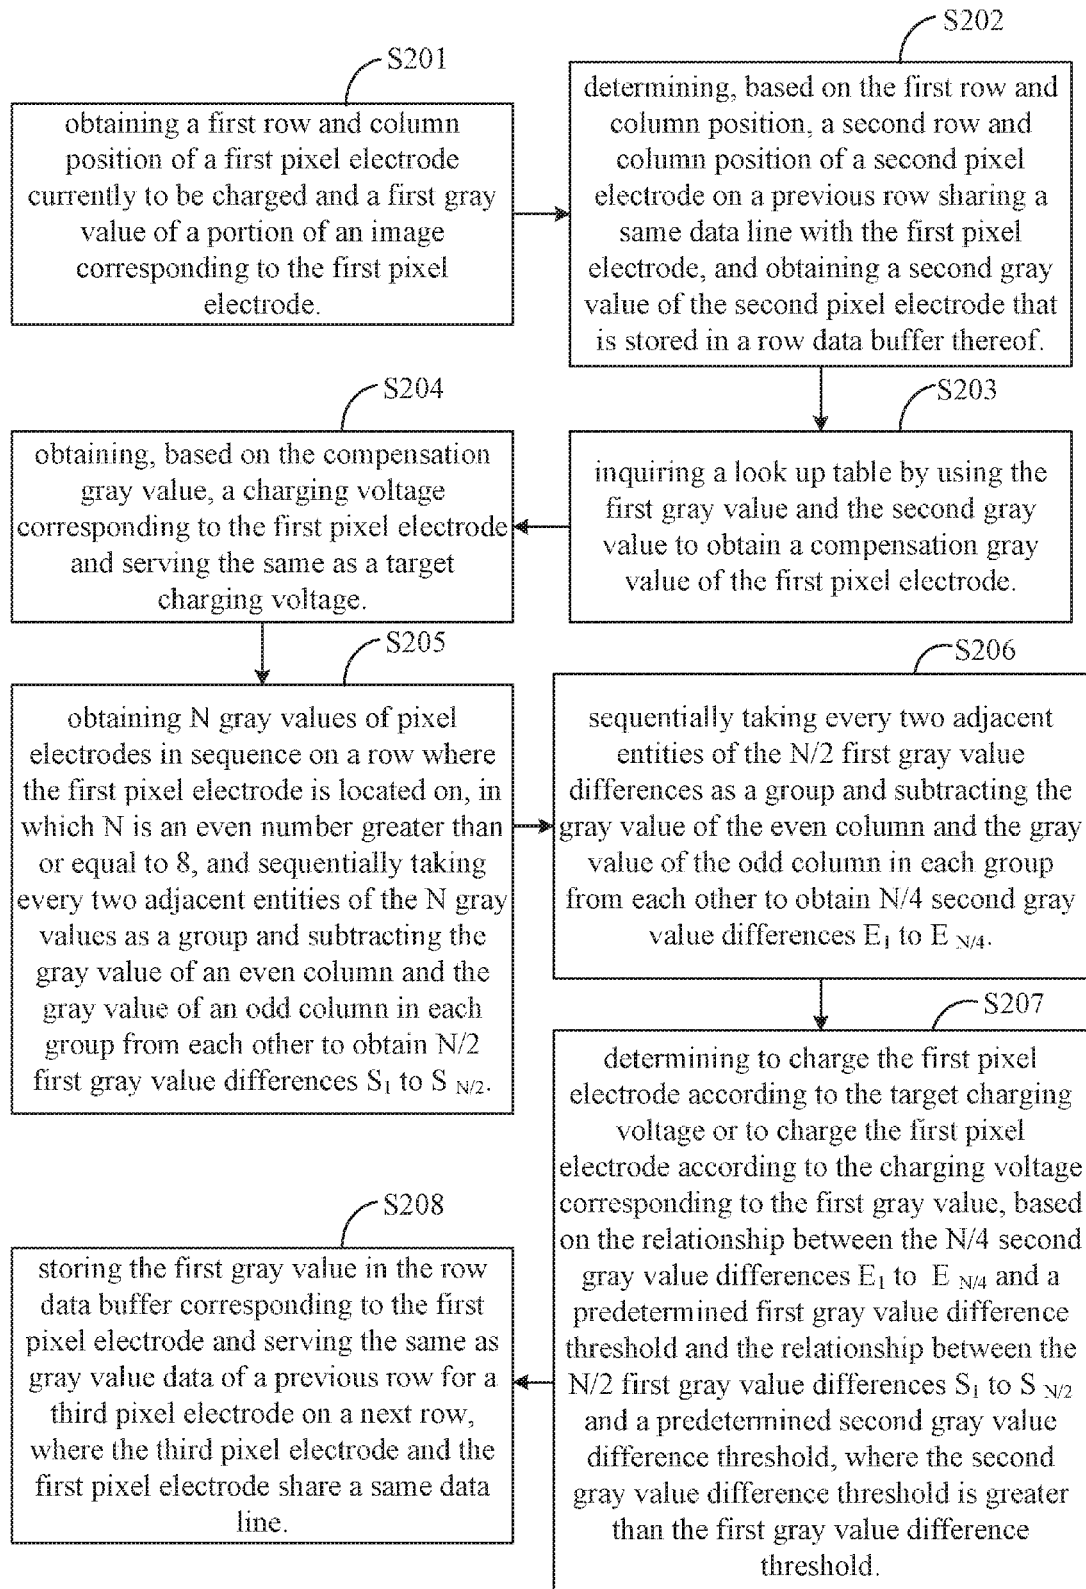 S201
obtaining a first row and column
position of a first pixel electrode
currently to be charged and a first gray
value of a portion of an image
corresponding to the first pixel
electrode.
S202
determining, based on the first row and
column position, a second row and
column position of a second pixel
electrode on a previous row sharing a
same data line with the first pixel
electrode, and obtaining a second gray
value of the second pixel electrode that
is stored in a row data buffer thereof.
S203
inquiring a look up table by using the
first gray value and the second gray
value to obtain a compensation gray
value of the first pixel electrode.
S204
obtaining, based on the compensation
gray value, a charging voltage
corresponding to the first pixel electrode
and serving the same as a target
charging voltage.
S205
obtaining N gray values of pixel
electrodes in sequence on a row where
the first pixel electrode is located on, in
which N is an even number greater than
or equal to 8, and sequentially taking
every two adjacent entities of the N gray
values as a group and subtracting the
gray value of an even column and the
gray value of an odd column in each
group from each other to obtain N/2
first gray value differences S₁ to S N/2.
S206
sequentially taking every two adjacent
entities of the N/2 first gray value
differences as a group and subtracting the
gray value of the even column and the gray
value of the odd column in each group
from each other to obtain N/4 second gray
value differences E₁ to E N/4.
S207
determining to charge the first pixel
electrode according to the target charging
voltage or to charge the first pixel
electrode according to the charging voltage
corresponding to the first gray value, based
on the relationship between the N/4 second
gray value differences E₁ to E N/4 and a
predetermined first gray value difference
threshold and the relationship between the
N/2 first gray value differences S₁ to S N/2
and a predetermined second gray value
difference threshold, where the second
gray value difference threshold is greater
than the first gray value difference
threshold.
S208
storing the first gray value in the row
data buffer corresponding to the first
pixel electrode and serving the same as
gray value data of a previous row for a
third pixel electrode on a next row,
where the third pixel electrode and the
first pixel electrode share a same data
line.